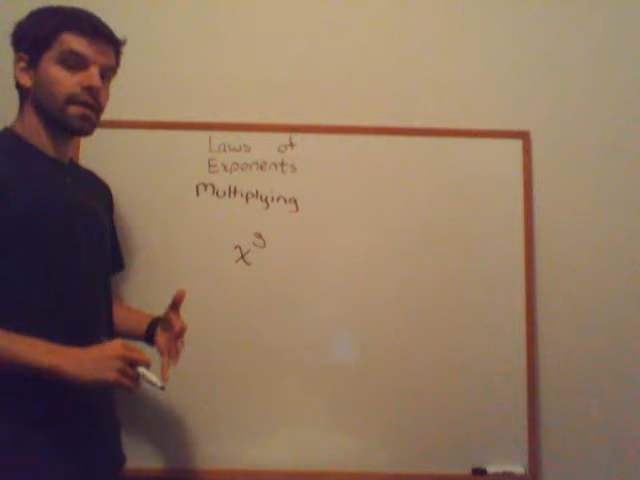 Laws of
Exponents
Multiplying
x³